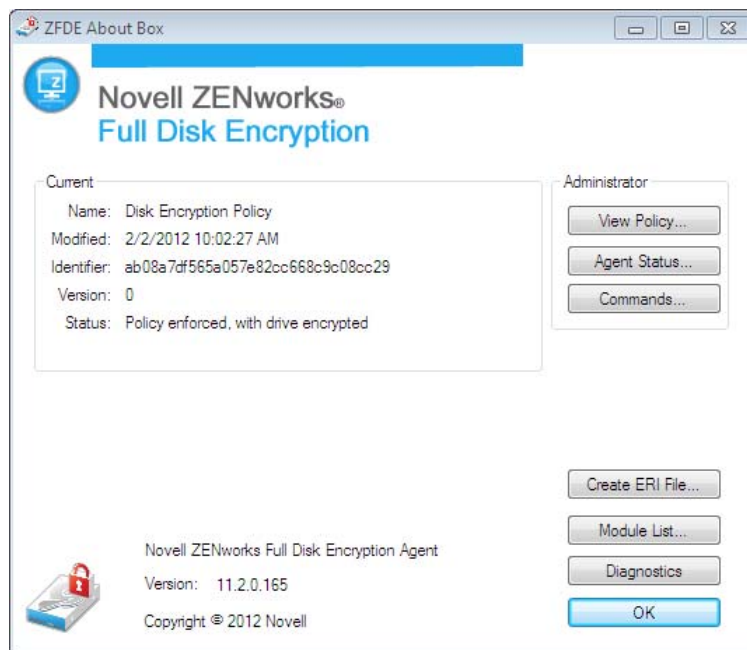 ZFDE About Box
Z
Novell ZENworks®
Full Disk Encryption
Current
Name: Disk Encryption Policy
Modified: 2/2/2012 10:02:27 AM
Identifier: ab08a7df565a057e82cc668c9c08cc29
Version: 0
Status: Policy enforced, with drive encrypted
Administrator
View Policy...
Agent Status...
Commands...
Create ERI File...
Module List...
Diagnostics
OK
Novell ZENworks Full Disk Encryption Agent
Version: 11.2.0.165
Copyright © 2012 Novell